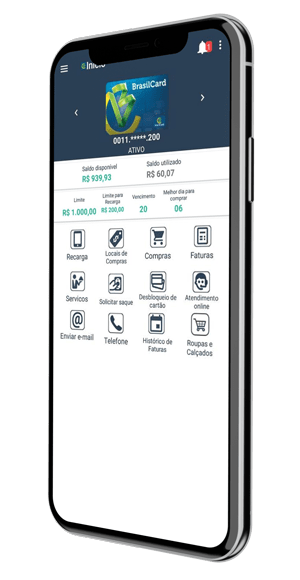 Início
BrasilCard
0011.*****.200
ATIVO
Saldo disponível
R$ 939,93
Saldo utilizado
R$ 60,07
Limite
R$ 1.000,00
Limite para
Recarga
R$ 200,00
Vencimento
20
Melhor dia para
comprar
06
Recarga
Locais de
Compras
Compras
Faturas
Servicos
Solicitar saque
Desbloqueio de
cartão
Atendimento
online
Enviar e-mail
Telefone
Histórico de
Faturas
Roupas e
Calçados